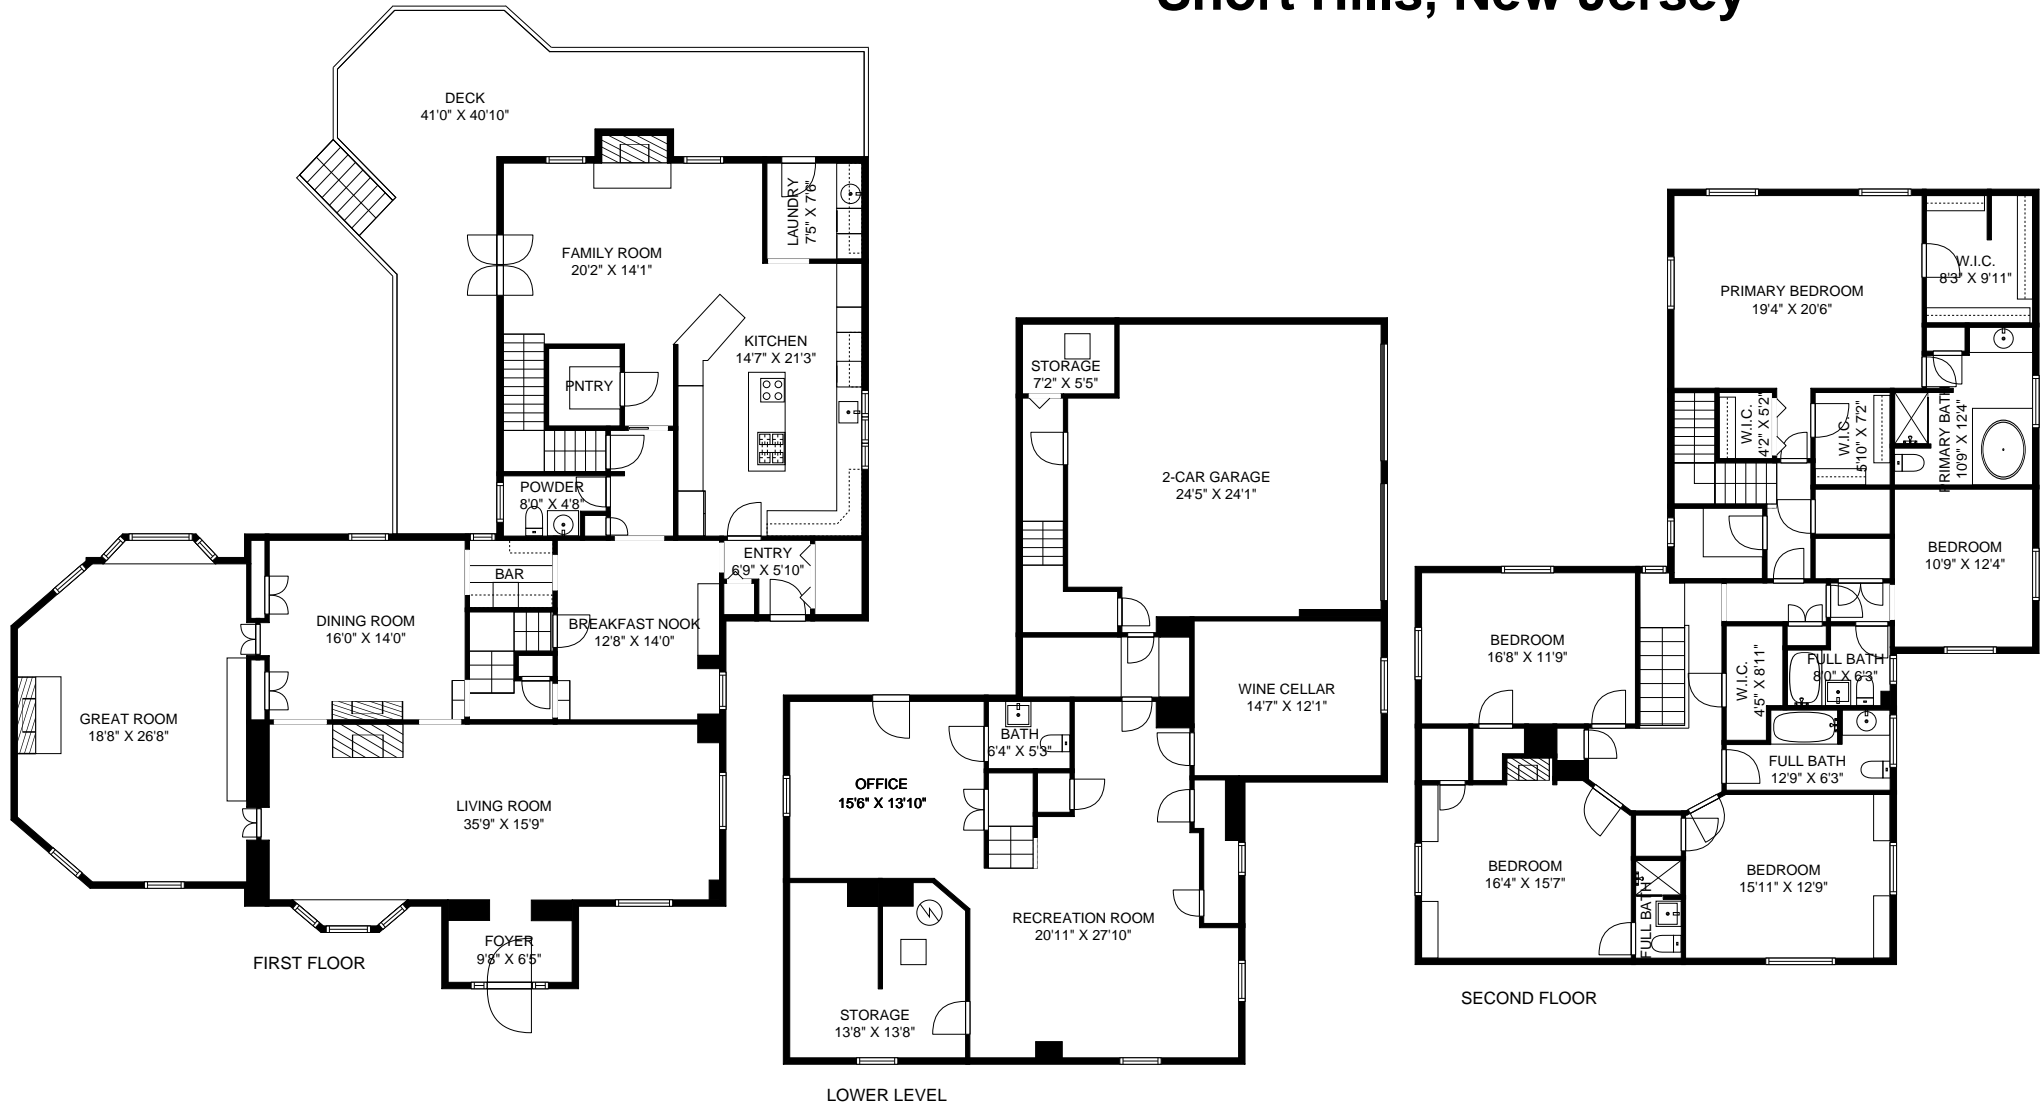 Short Hills, New Jersey
DECK
41'0" X 40'10"
FAMILY ROOM
20'2" X 14'1"
LAUNDRY
7'5" X 7'6"
KITCHEN
14'7" X 21'3"
PNTRY
POWDER
8'0" X 4'8"
ENTRY
6'9" X 5'10"
BAR
DINING ROOM
16'0" X 14'0"
BREAKFAST NOOK
12'8" X 14'0"
GREAT ROOM
18'8" X 26'8"
LIVING ROOM
35'9" X 15'9"
FOYER
9'8" X 6'5"
FIRST FLOOR
STORAGE
7'2" X 5'5"
2-CAR GARAGE
24'5" X 24'1"
WINE CELLAR
14'7" X 12'1"
BATH
6'4" X 5'3"
OFFICE
15'6" X 13'10"
RECREATION ROOM
20'11" X 27'10"
STORAGE
13'8" X 13'8"
LOWER LEVEL
PRIMARY BEDROOM
19'4" X 20'6"
W.I.C.
8'3" X 9'11"
W.I.C.
4'2" X 5'2"
W.I.C.
5'10" X 7'2"
PRIMARY BATH
10'9" X 12'4"
BEDROOM
10'9" X 12'4"
BEDROOM
16'8" X 11'9"
W.I.C.
4'5" X 8'11"
FULL BATH
8'0" X 6'3"
FULL BATH
12'9" X 6'3"
BEDROOM
16'4" X 15'7"
FULL BATH
BEDROOM
15'11" X 12'9"
SECOND FLOOR